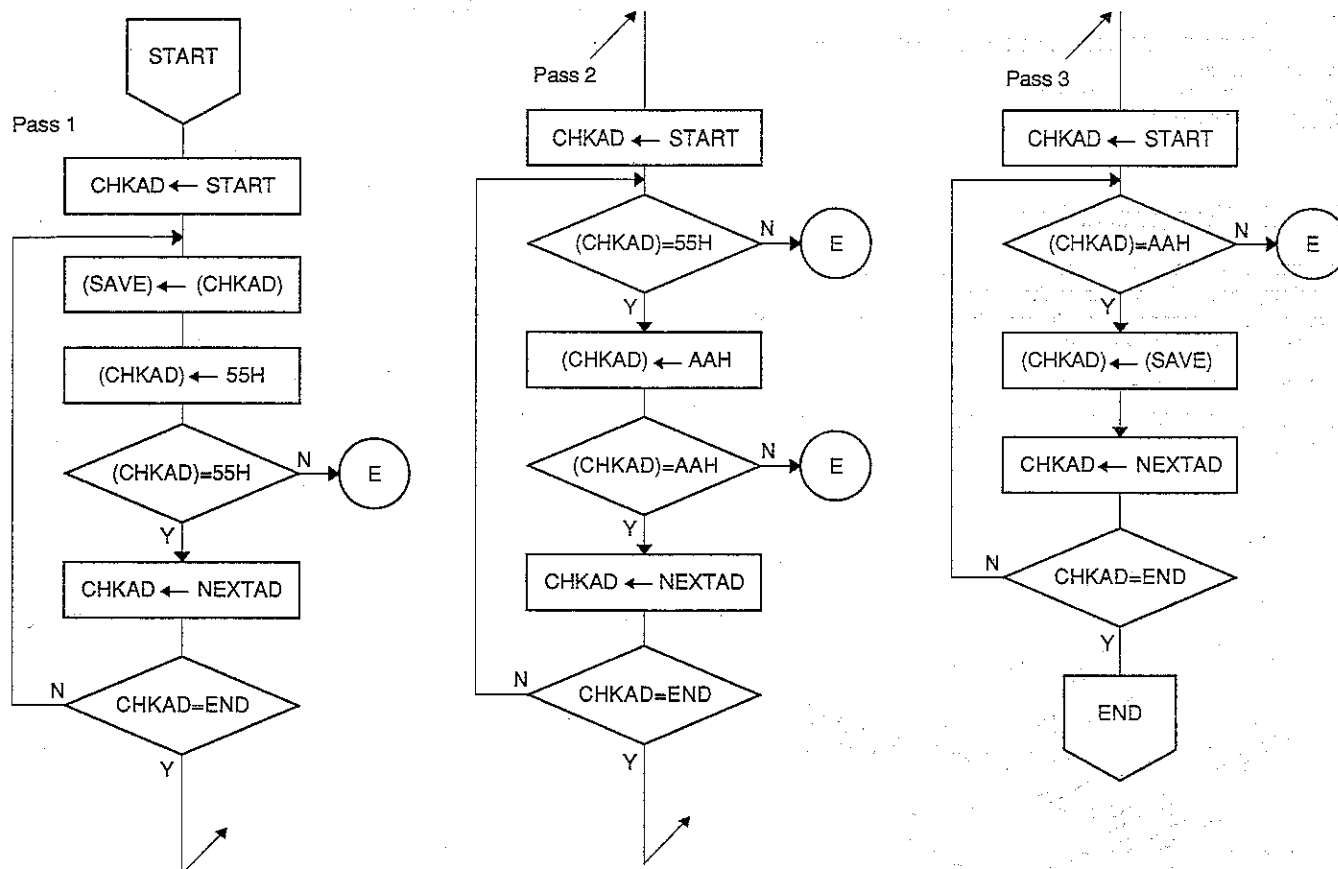 START
Pass 1
CHKAD ← START
(SAVE) ← (CHKAD)
(CHKAD) ← 55H
(CHKAD)=55H
N
E
Y
CHKAD ← NEXTAD
N
CHKAD=END
Y
Pass 2
CHKAD ← START
(CHKAD)=55H
N
E
Y
(CHKAD) ← AAH
(CHKAD)=AAH
N
E
Y
CHKAD ← NEXTAD
N
CHKAD=END
Y
Pass 3
CHKAD ← START
(CHKAD)=AAH
N
E
Y
(CHKAD) ← (SAVE)
CHKAD ← NEXTAD
N
CHKAD=END
Y
END